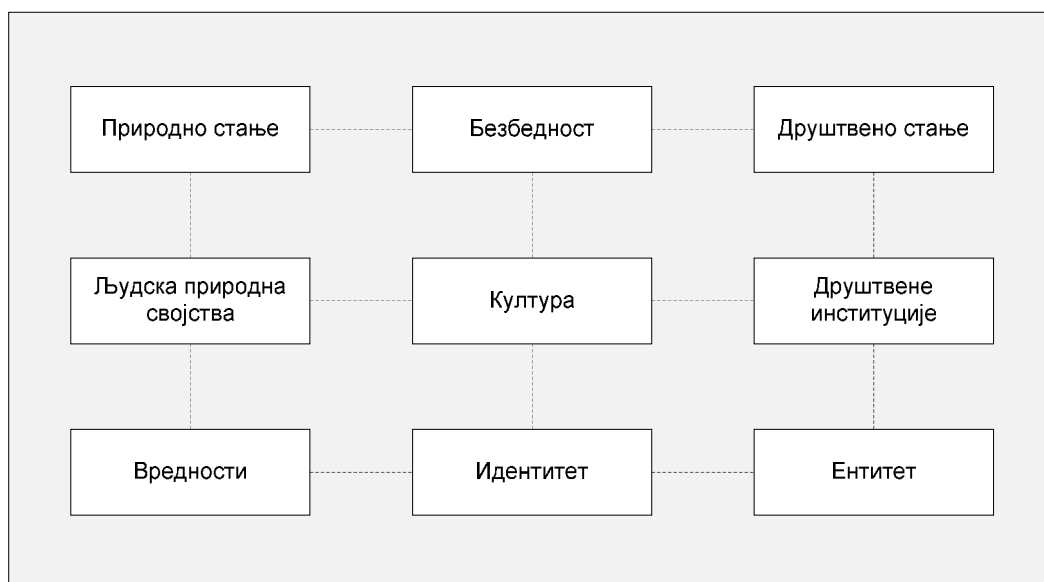 Природно стање
Безбедност
Друштвено стање
Људска природна
својства
Култура
Друштвене
институције
Вредности
Идентитет
Ентитет